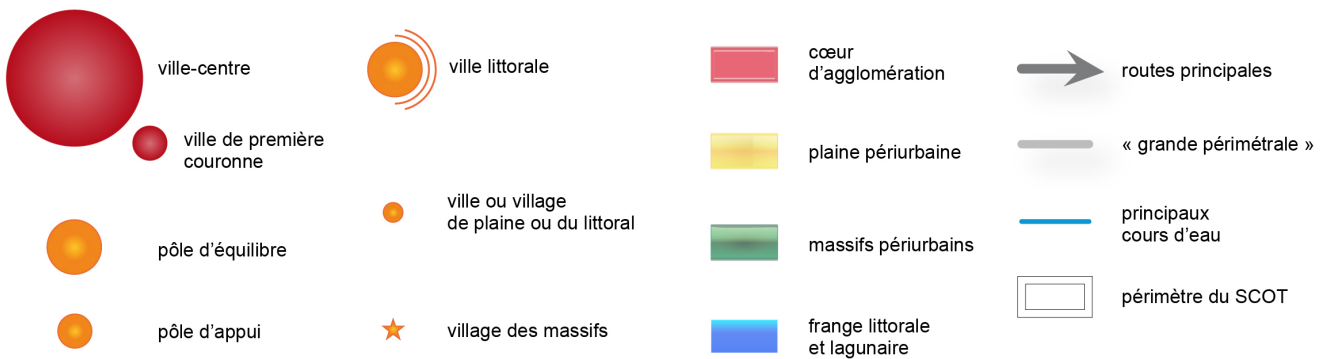 ville-centre
ville de première
couronne
pôle d’équilibre
pôle d’appui
ville littorale
ville ou village
de plaine ou du littoral
village des massifs
cœur
d’agglomération
plaine périurbaine
massifs périurbains
frange littorale
et lagunaire
routes principales
« grande périmétrale »
principaux
cours d’eau
périmètre du SCOT